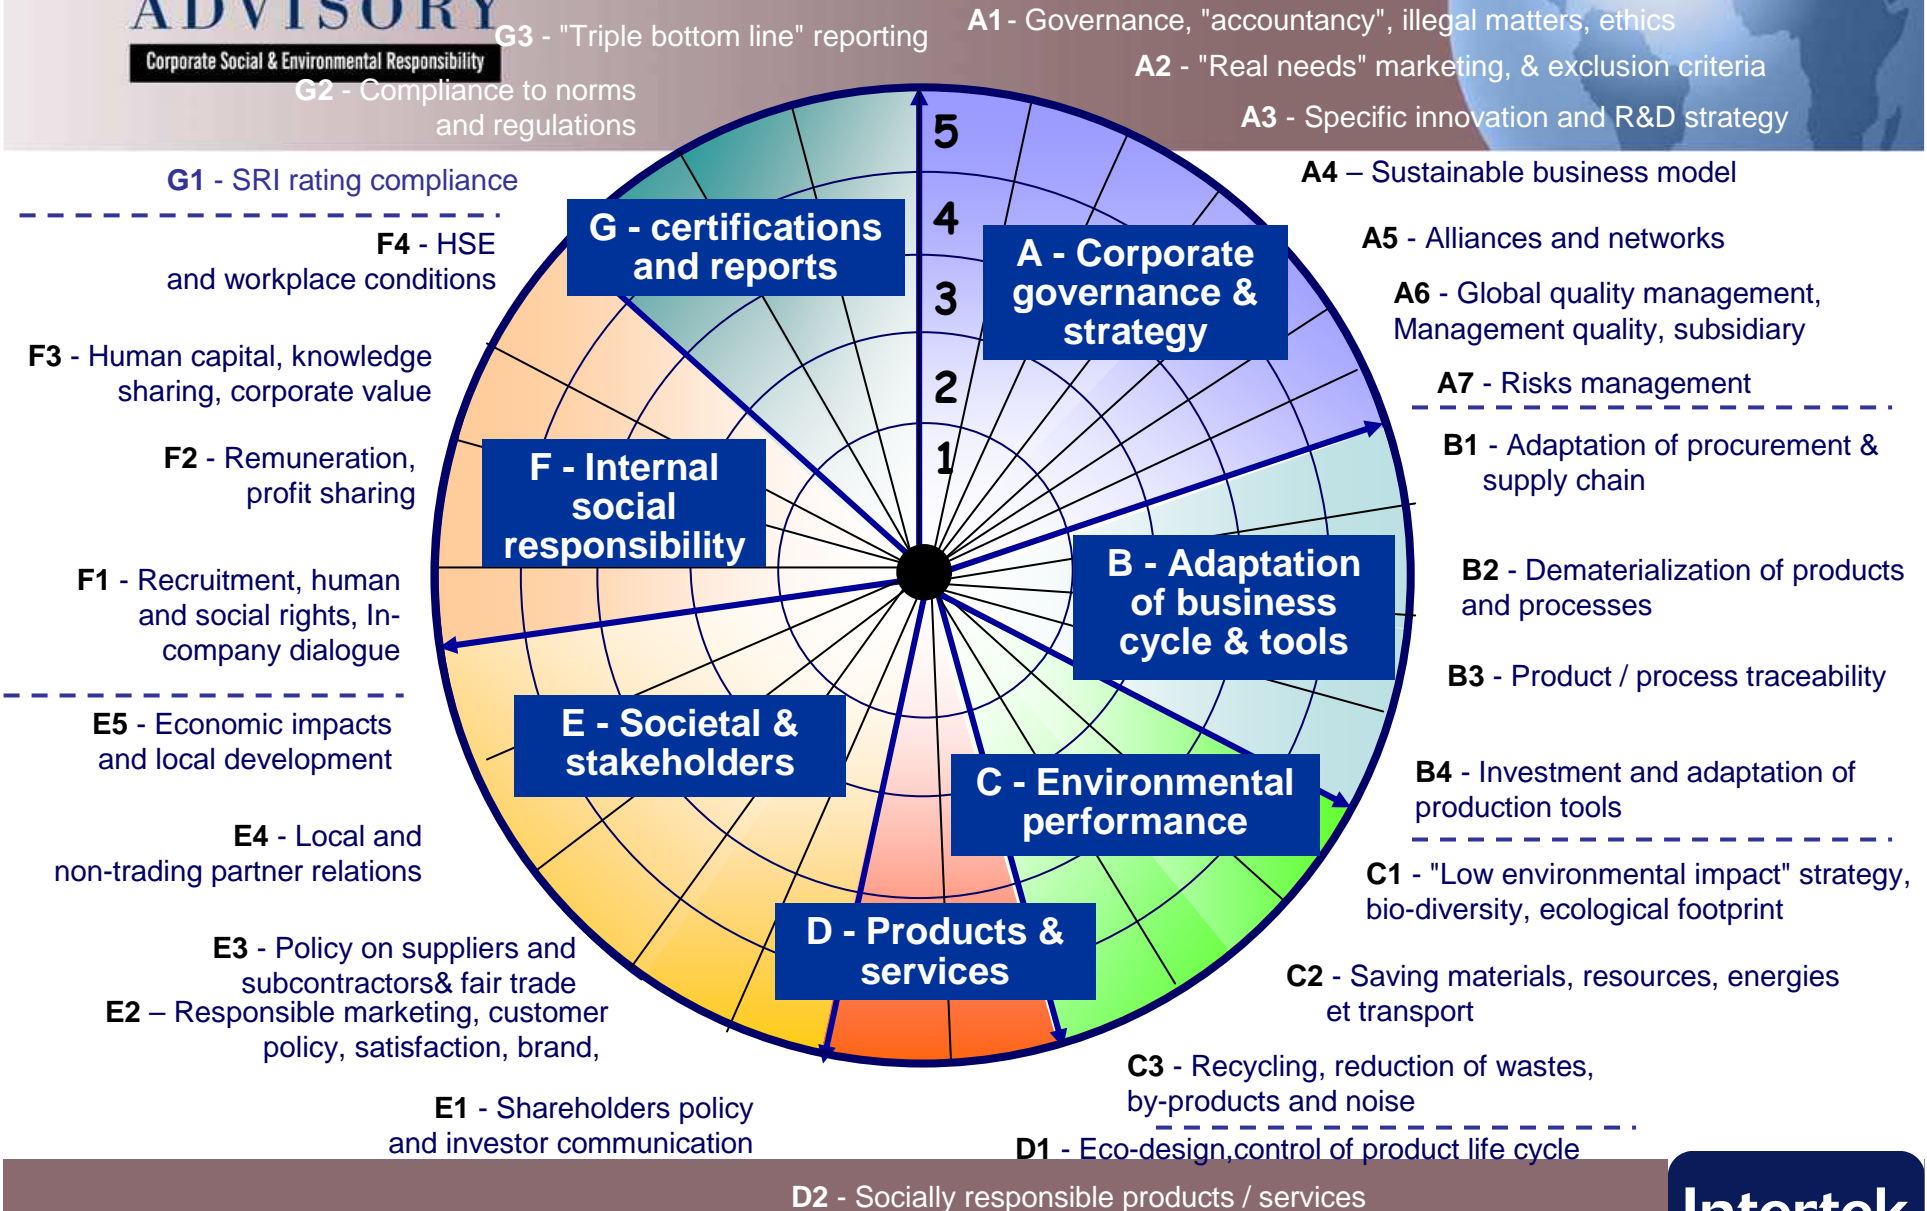 ADVISORY
Corporate Social & Environmental Responsibility
G3 - "Triple bottom line" reporting
G2 - Compliance to norms
and regulations
G1 - SRI rating compliance
F4 - HSE
and workplace conditions
F3 - Human capital, knowledge
sharing, corporate value
F2 - Remuneration,
profit sharing
F1 - Recruitment, human
and social rights, In-
company dialogue
E5 - Economic impacts
and local development
E4 - Local and
non-trading partner relations
E3 - Policy on suppliers and
subcontractors& fair trade
E2 – Responsible marketing, customer
policy, satisfaction, brand,
E1 - Shareholders policy
and investor communication
5
4
3
2
1
G - certifications
and reports
A - Corporate
governance &
strategy
F - Internal
social
responsibility
B - Adaptation
of business
cycle & tools
E - Societal &
stakeholders
C - Environmental
performance
D - Products &
services
A1 - Governance, "accountancy", illegal matters, ethics
A2 - "Real needs" marketing, & exclusion criteria
A3 - Specific innovation and R&D strategy
A4 – Sustainable business model
A5 - Alliances and networks
A6 - Global quality management,
Management quality, subsidiary
A7 - Risks management
B1 - Adaptation of procurement &
supply chain
B2 - Dematerialization of products
and processes
B3 - Product / process traceability
B4 - Investment and adaptation of
production tools
C1 - "Low environmental impact" strategy,
bio-diversity, ecological footprint
C2 - Saving materials, resources, energies
et transport
C3 - Recycling, reduction of wastes,
by-products and noise
D1 - Eco-design,control of product life cycle
D2 - Socially responsible products / services
Intertek